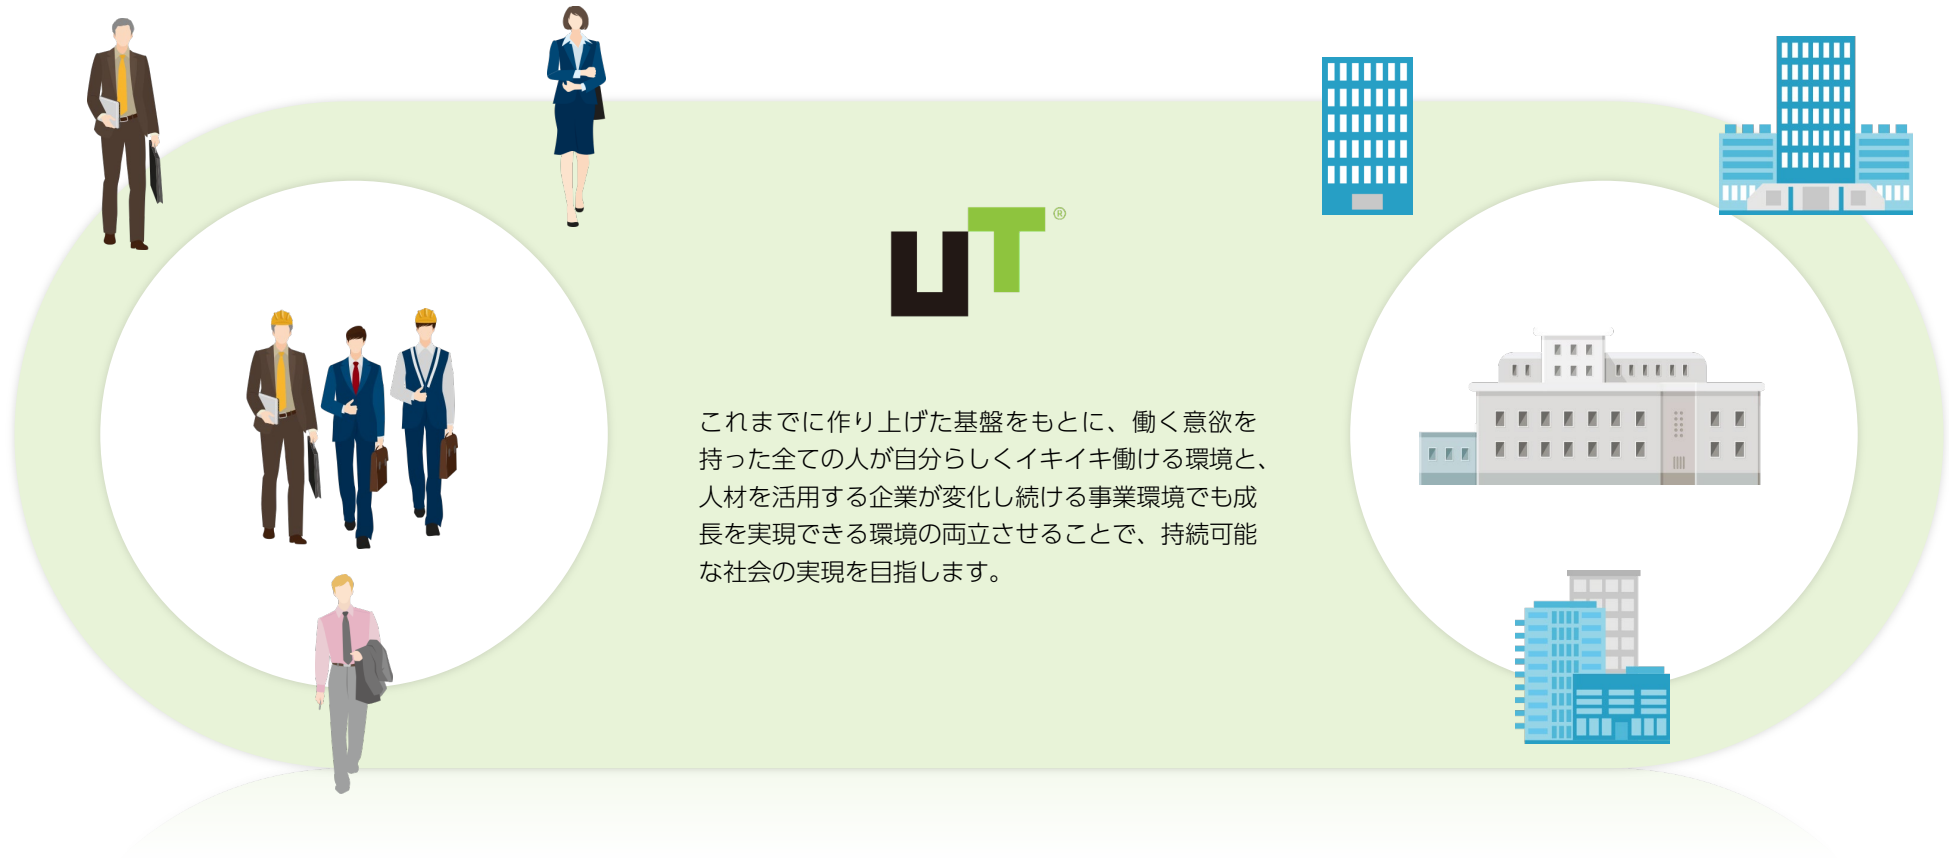 UT®
これまでに作り上げた基盤をもとに、働く意欲を
持った全ての人が自分らしくイキイキ働ける環境と、
人材を活用する企業が変化し続ける事業環境でも成
長を実現できる環境の両立させることで、持続可能
な社会の実現を目指します。